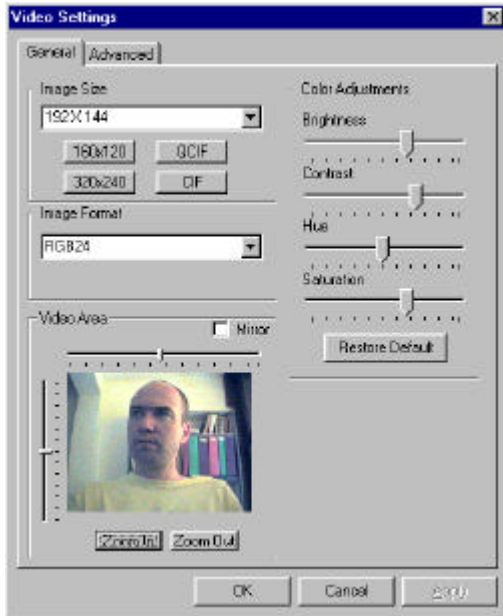 Video Settings
General
Advanced
Image Size
192X144
160x120
QCIF
320x240
CIF
Image Format
RGB24
Video Area
Mirror
Zoom In
Zoom Out
Color Adjustments
Brightness
Contrast
Hue
Saturation
Restore Default
OK
Cancel
Apply